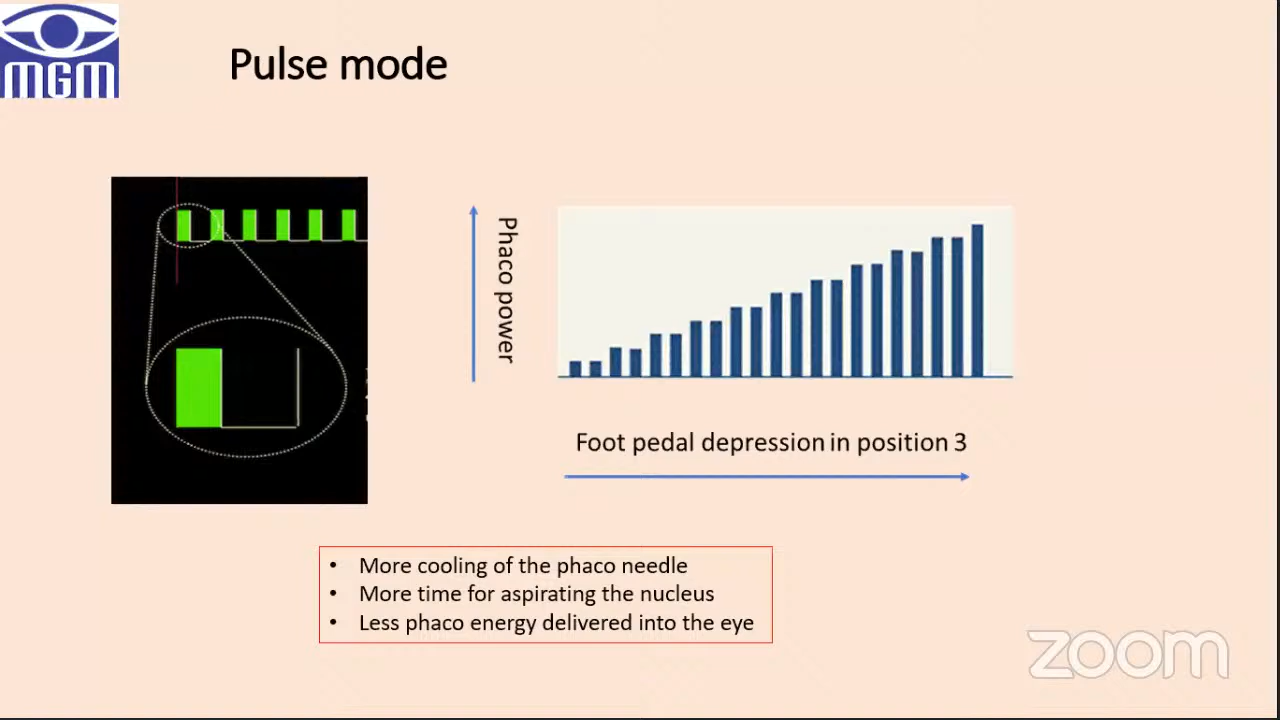 MGM
Pulse mode
Phaco power
Foot pedal depression in position 3
• More cooling of the phaco needle
• More time for aspirating the nucleus
• Less phaco energy delivered into the eye
zoom